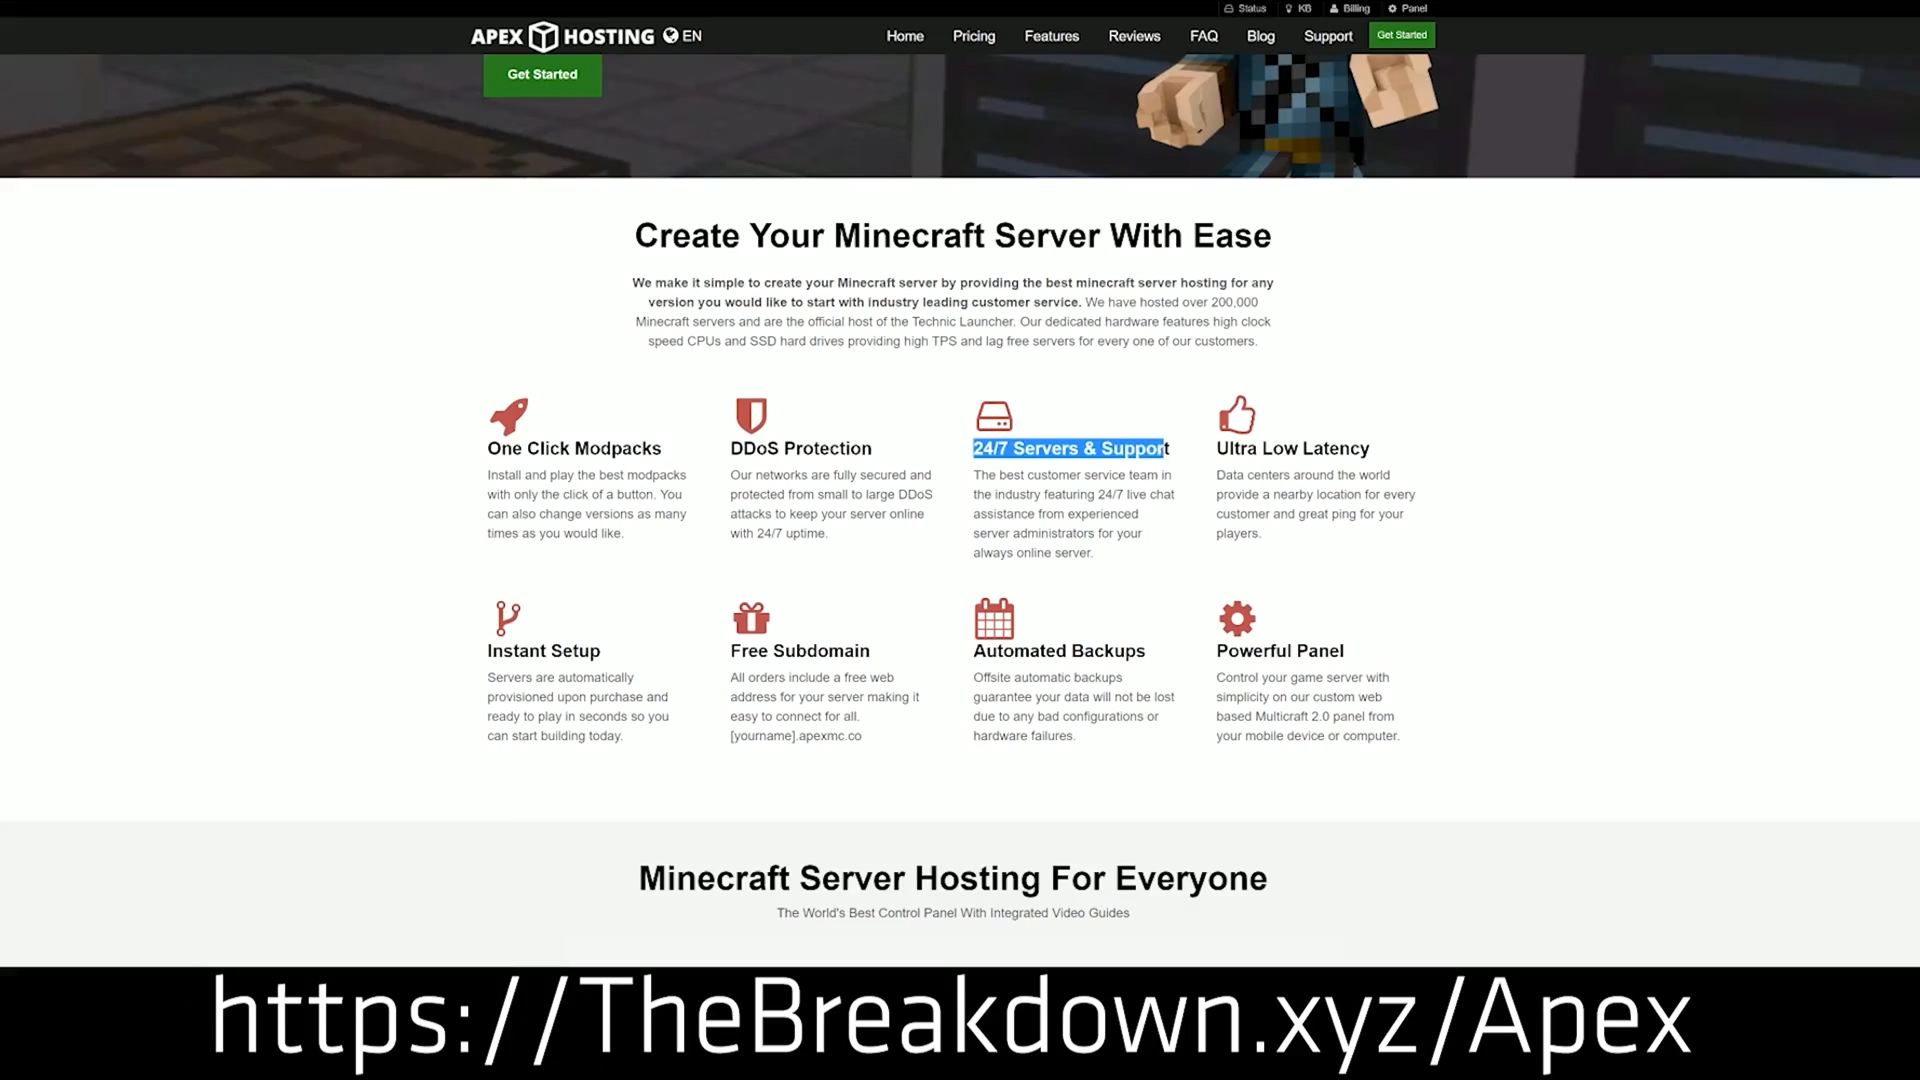 Status KB Billing Panel
APEX HOSTING EN Home Pricing Features Reviews FAQ Blog Support Get Started
Get Started
Create Your Minecraft Server With Ease
We make it simple to create your Minecraft server by providing the best minecraft server hosting for any
version you would like to start with industry leading customer service. We have hosted over 200,000
Minecraft servers and are the official host of the Technic Launcher. Our dedicated hardware features high clock
speed CPUs and SSD hard drives providing high TPS and lag free servers for every one of our customers.
One Click Modpacks
Install and play the best modpacks
with only the click of a button. You
can also change versions as many
times as you would like.
DDoS Protection
Our networks are fully secured and
protected from small to large DDoS
attacks to keep your server online
with 24/7 uptime.
24/7 Servers & Support
The best customer service team in
the industry featuring 24/7 live chat
assistance from experienced
server administrators for your
always online server.
Ultra Low Latency
Data centers around the world
provide a nearby location for every
customer and great ping for your
players.
Instant Setup
Servers are automatically
provisioned upon purchase and
ready to play in seconds so you
can start building today.
Free Subdomain
All orders include a free web
address for your server making it
easy to connect for all.
[yourname].apexmc.co
Automated Backups
Offsite automatic backups
guarantee your data will not be lost
due to any bad configurations or
hardware failures.
Powerful Panel
Control your game server with
simplicity on our custom web
based Multicraft 2.0 panel from
your mobile device or computer.
Minecraft Server Hosting For Everyone
The World's Best Control Panel With Integrated Video Guides
https://TheBreakdown.xyz/Apex